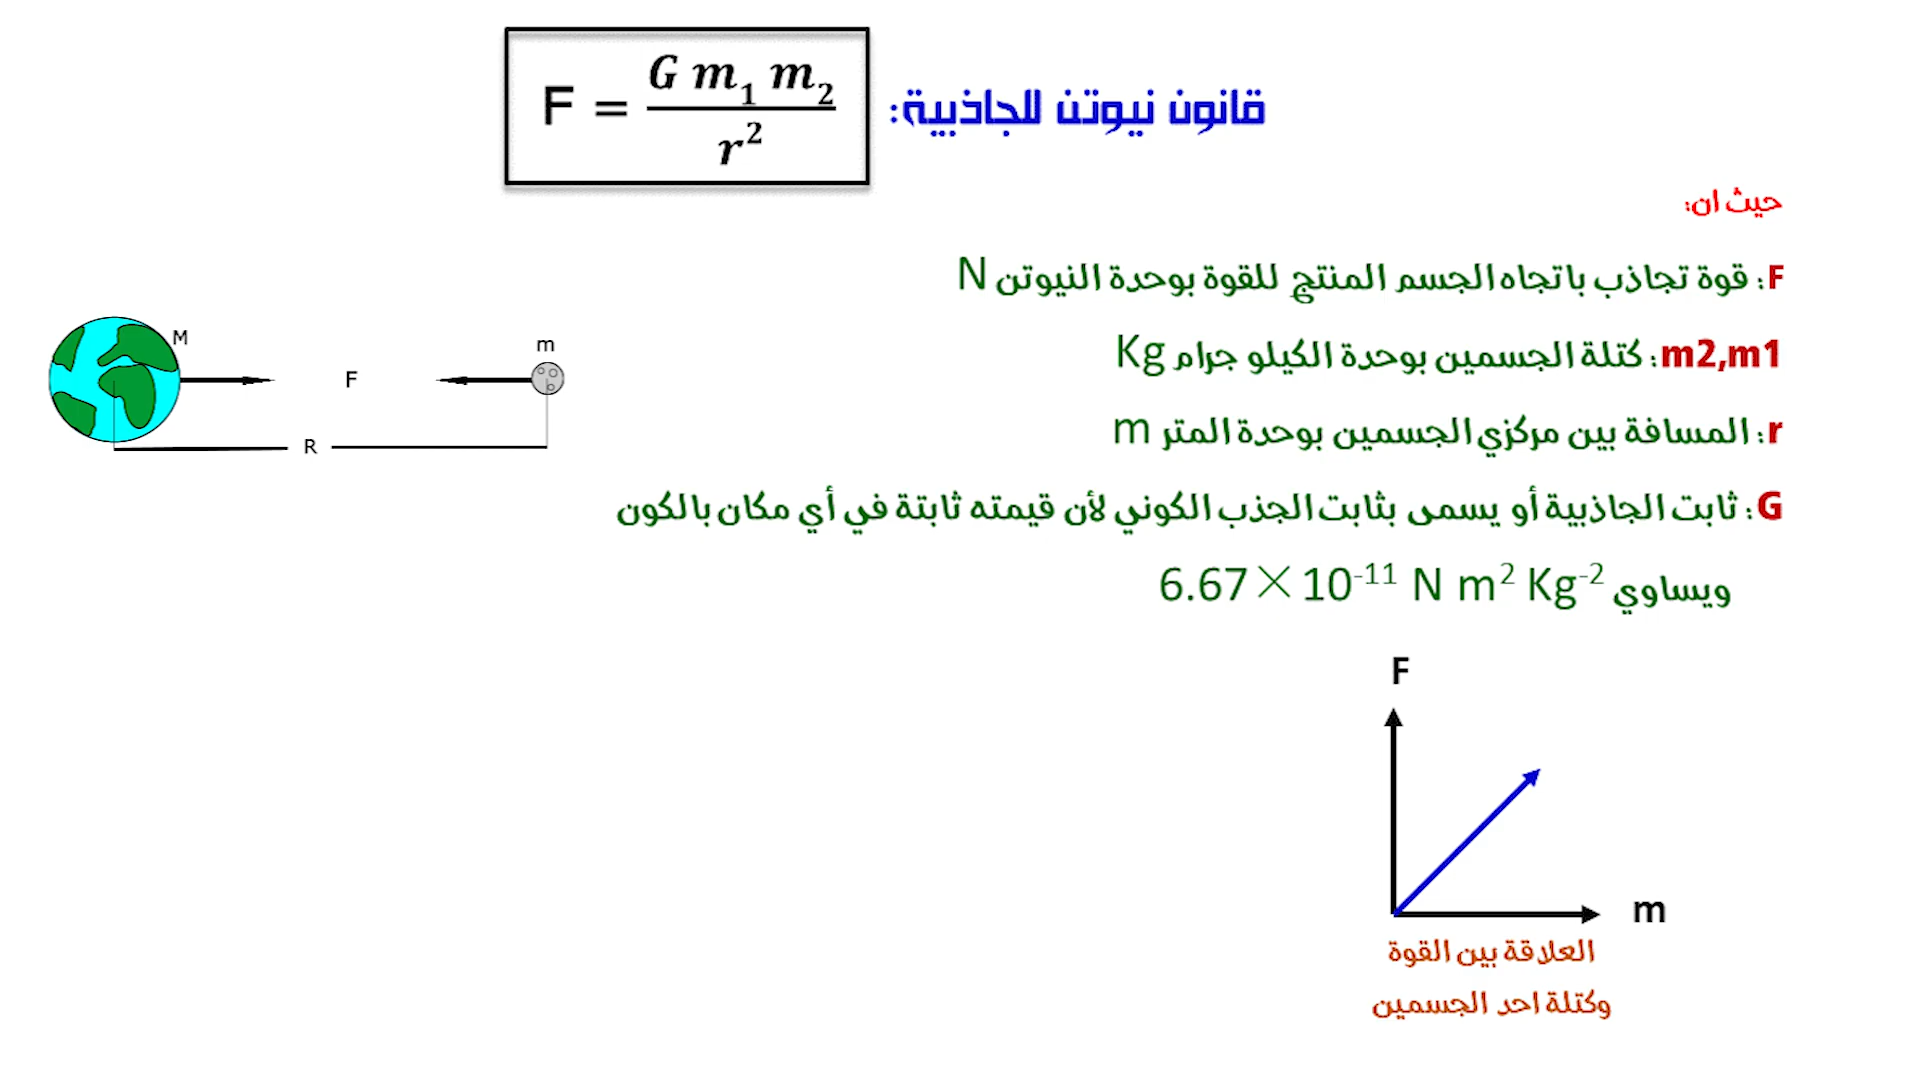 قانون نيوتن للجاذبية:
F = G m₁ m₂ / r²
حيث ان:
F: قوة تجاذب باتجاه الجسم المنتج للقوة بوحدة النيوتن N
m2,m1: كتلة الجسمين بوحدة الكيلو جرام Kg
r: المسافة بين مركزي الجسمين بوحدة المتر m
G: ثابت الجاذبية أو يسمى بثابت الجذب الكوني لأن قيمته ثابتة في أي مكان بالكون
ويساوي 6.67×10⁻¹¹ N m² Kg⁻²
M
m
F
R
F
m
العلاقة بين القوة
وكتلة احد الجسمين